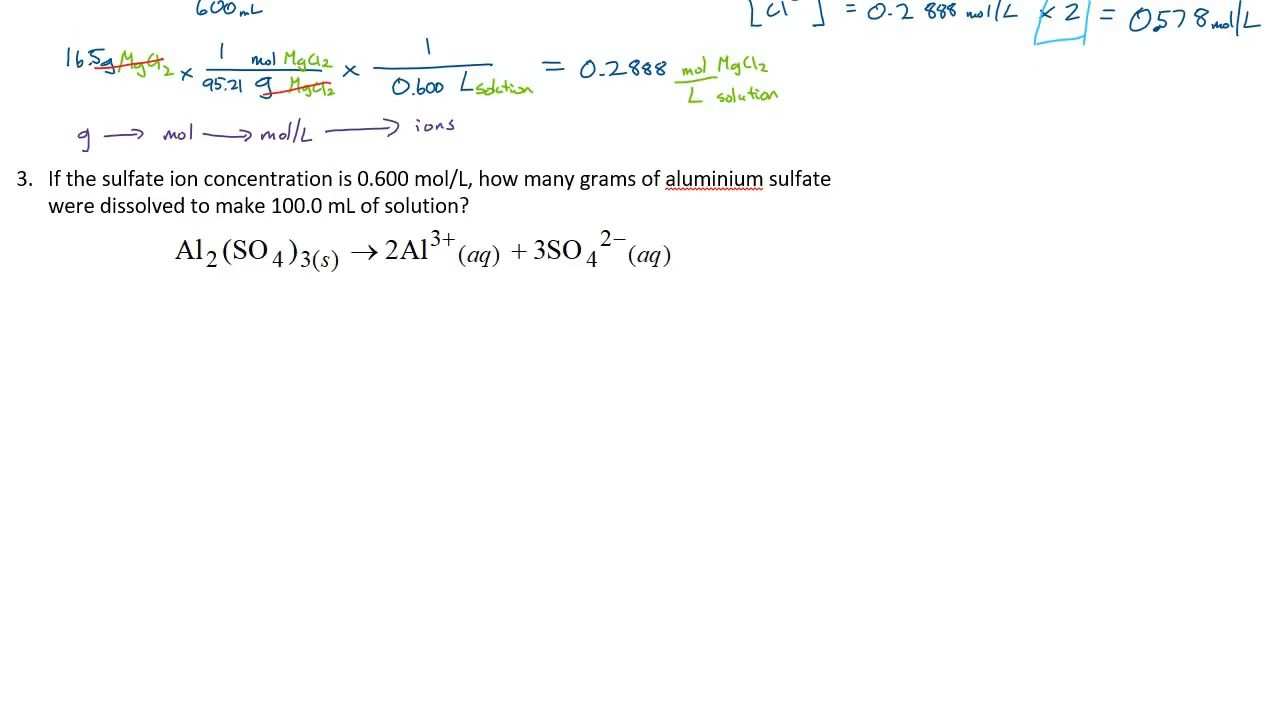 600mL
[Cl⁻] = 0.2888 mol/L × 2 = 0.578 mol/L
16.5g MgCl2 × 1 mol MgCl2 / 95.21 g MgCl2 × 1 / 0.600 L solution = 0.2888 mol MgCl2 / L solution
g → mol → mol/L → ions
3. If the sulfate ion concentration is 0.600 mol/L, how many grams of aluminium sulfate
were dissolved to make 100.0 mL of solution?
Al₂(SO₄)₃(s) → 2Al³⁺(aq) + 3SO₄²⁻(aq)